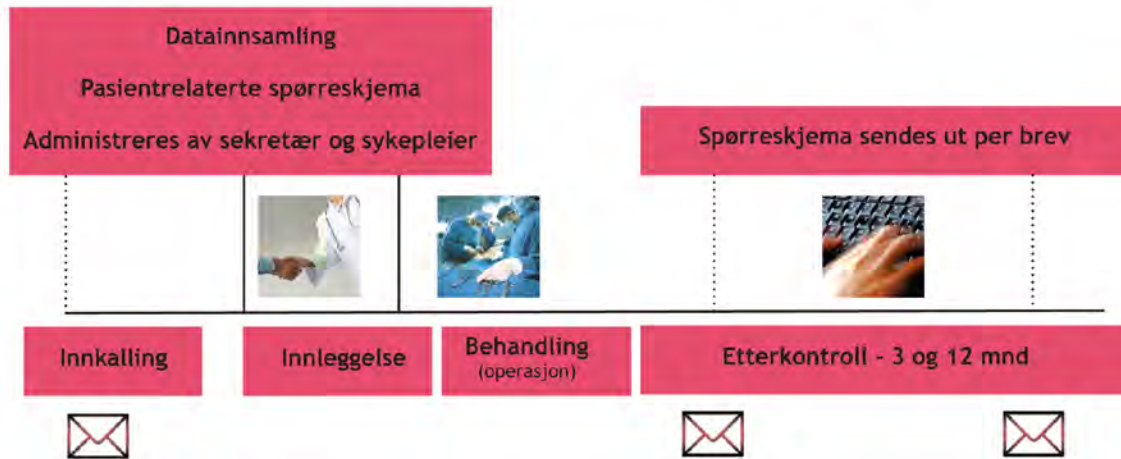 Datainnsamling
Pasientrelaterte spørreskjema
Administreres av sekretær og sykepleier
Spørreskjema sendes ut per brev
Innkalling
Innleggelse
Behandling
(operasjon)
Etterkontroll - 3 og 12 mnd